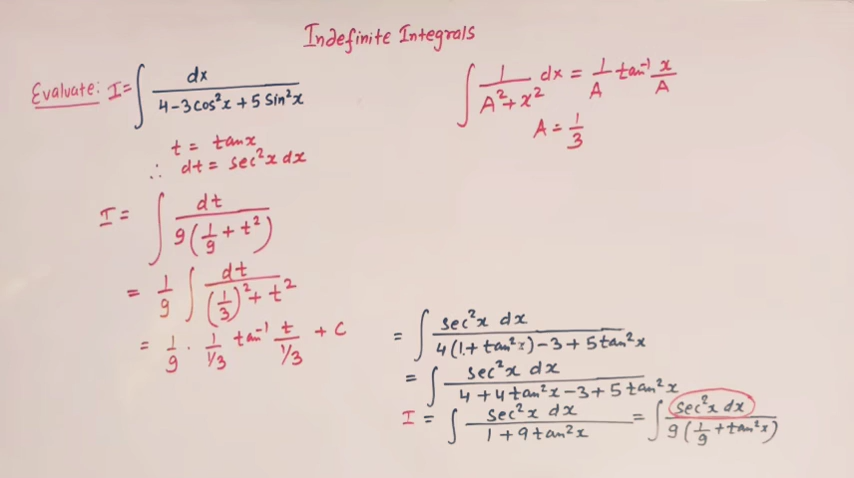 Indefinite Integrals
Evaluate: I = ∫ dx / (4-3cos²x + 5 Sin²x)
t = tanx
∴ dt = sec²x dx
I = ∫ dt / 9(1/9 + t²)
= 1/9 ∫ dt / ((1/3)² + t²)
= 1/9 · 1/(1/3) tan⁻¹ t/(1/3) + C
∫ 1/(A² + x²) dx = 1/A tan⁻¹ x/A
A = 1/3
= ∫ sec²x dx / (4(1+ tan²x) - 3 + 5tan²x)
= ∫ sec²x dx / (4 + 4tan²x - 3 + 5tan²x)
I = ∫ sec²x dx / (1 + 9tan²x) = ∫ sec²x dx / 9(1/9 + tan²x)